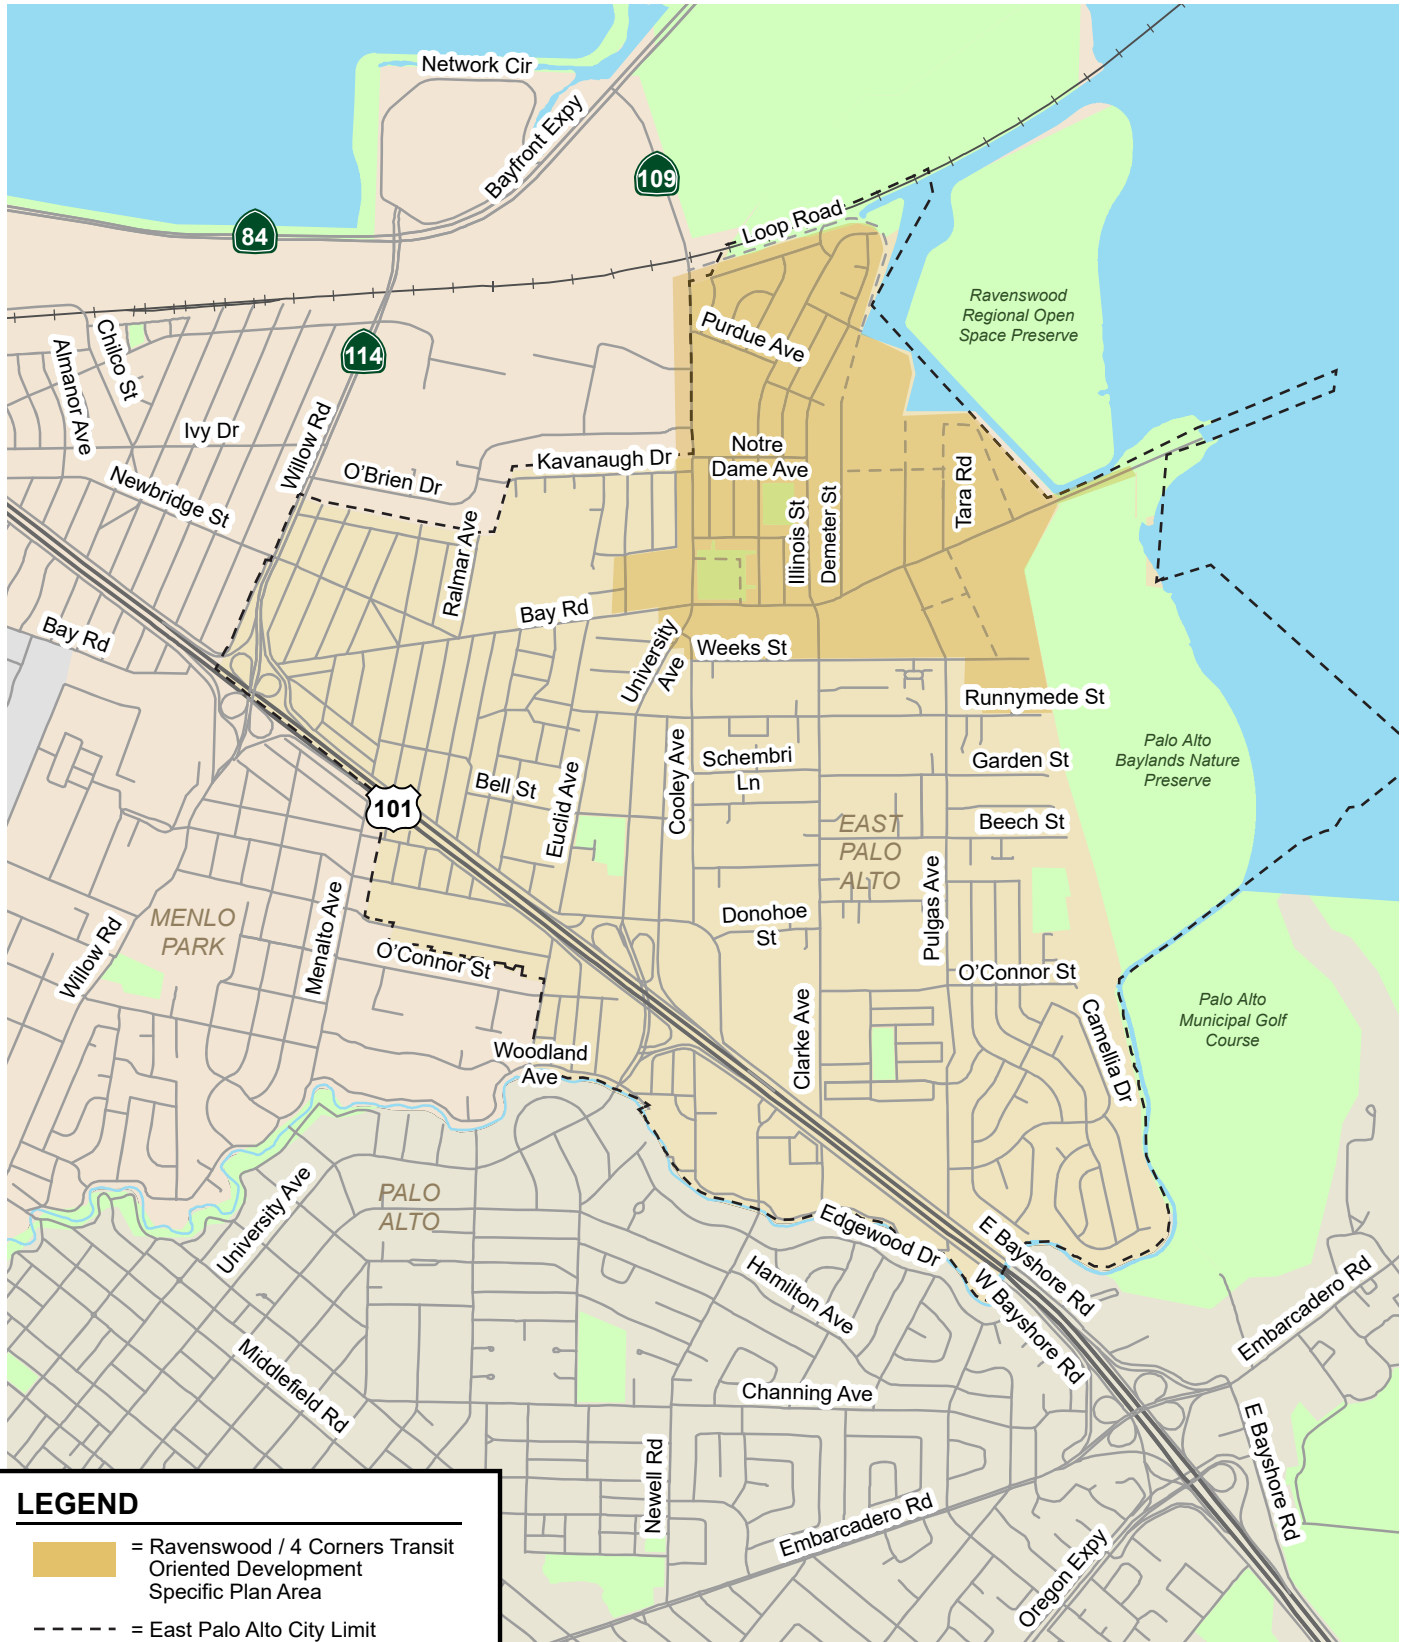 Network Cir
Bayfront Expy
109
84
Loop Road
Ravenswood
Regional Open
Space Preserve
Purdue Ave
Chilco St
Almanor Ave
114
Willow Rd
Ivy Dr
Notre
Dame Ave
Kavanaugh Dr
O'Brien Dr
Newbridge St
Tara Rd
Illinois St
Demeter St
Ralmar Ave
Bay Rd
Bay Rd
University
Ave
Weeks St
Runnymede St
Schembri
Ln
Garden St
Palo Alto
Baylands Nature
Preserve
Bell St
Euclid Ave
Cooley Ave
101
Beech St
EAST
PALO
ALTO
Pulgas Ave
MENLO
PARK
Menalto Ave
Willow Rd
Donohoe
St
O'Connor St
O'Connor St
Clarke Ave
Camellia Dr
Palo Alto
Municipal Golf
Course
Woodland
Ave
University Ave
PALO
ALTO
Edgewood Dr
E Bayshore Rd
W Bayshore Rd
Hamilton Ave
Embarcadero Rd
Middlefield Rd
Channing Ave
E Bayshore Rd
Newell Rd
Embarcadero Rd
Oregon Expy
LEGEND
= Ravenswood / 4 Corners Transit
Oriented Development
Specific Plan Area
= East Palo Alto City Limit